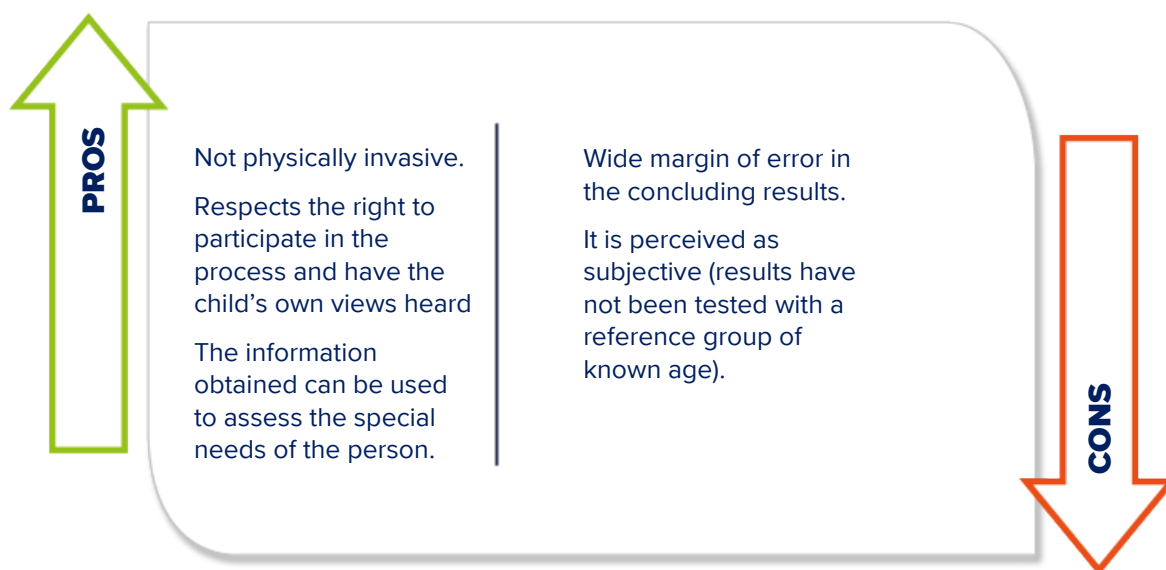 PROS
Not physically invasive.
Respects the right to
participate in the
process and have the
child’s own views heard
The information
obtained can be used
to assess the special
needs of the person.
Wide margin of error in
the concluding results.
It is perceived as
subjective (results have
not been tested with a
reference group of
known age).
CONS